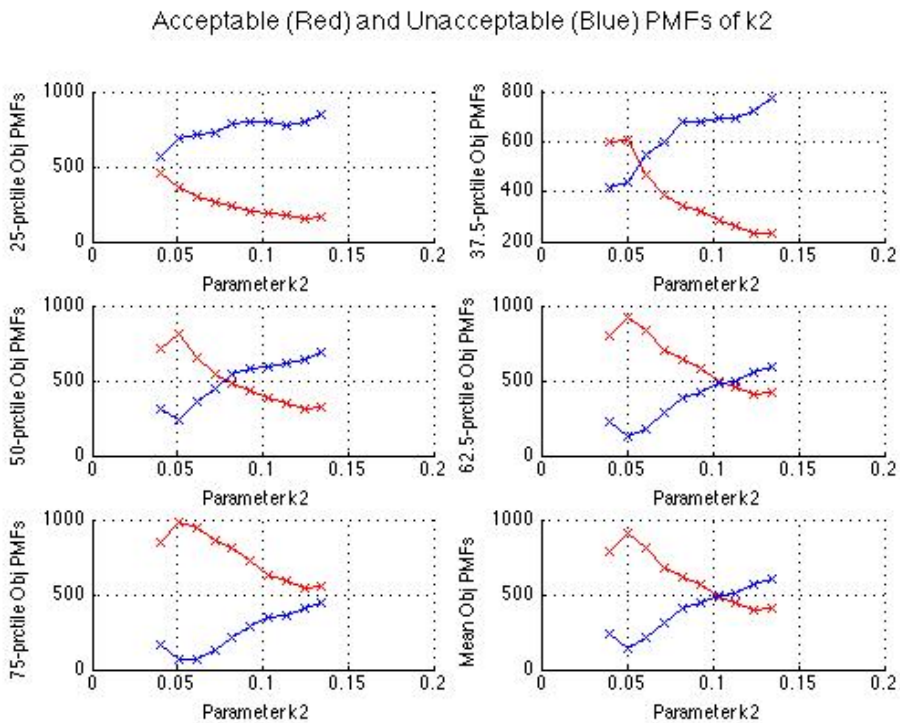 Acceptable (Red) and Unacceptable (Blue) PMFs of k2
25-prctile Obj PMFs
1000
500
0
0 0.05 0.1 0.15 0.2
Parameter k2
37.5-prctile Obj PMFs
800
600
400
200
0 0.05 0.1 0.15 0.2
Parameter k2
50-prctile Obj PMFs
1000
500
0
0 0.05 0.1 0.15 0.2
Parameter k2
62.5-prctile Obj PMFs
1000
500
0
0 0.05 0.1 0.15 0.2
Parameter k2
75-prctile Obj PMFs
1000
500
0
0 0.05 0.1 0.15 0.2
Parameter k2
Mean Obj PMFs
1000
500
0
0 0.05 0.1 0.15 0.2
Parameter k2